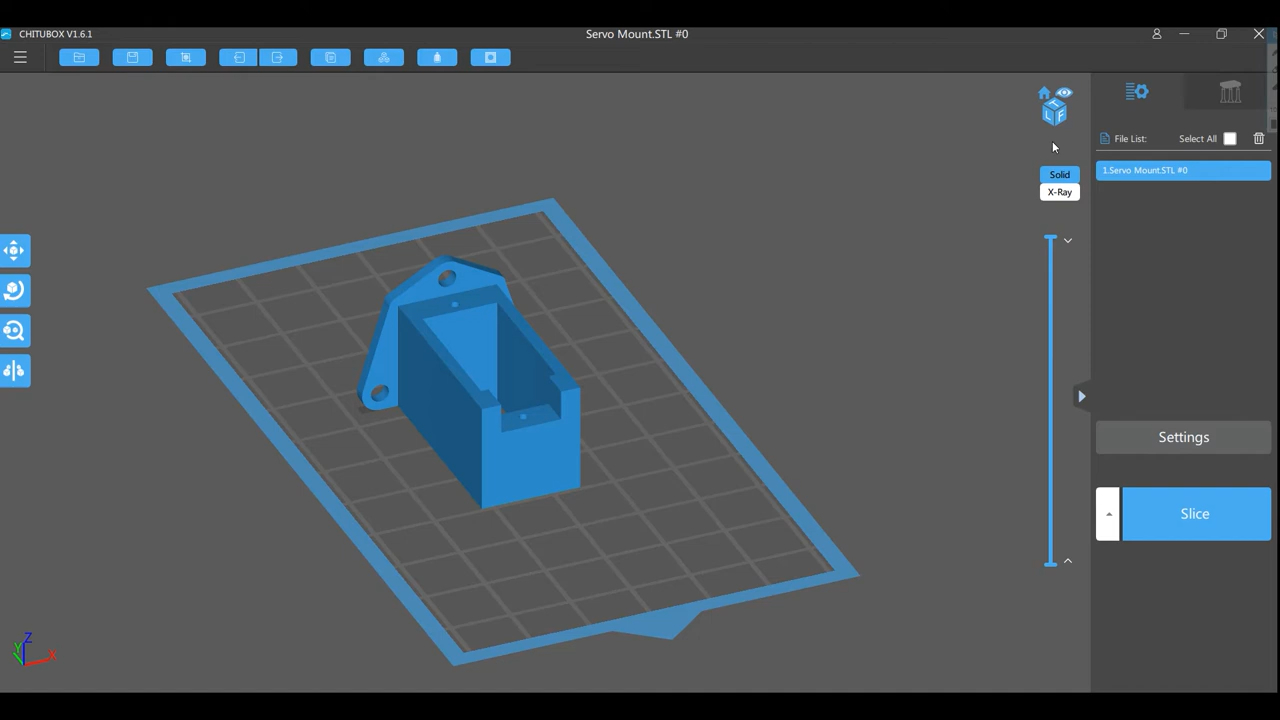 CHITUBOX V1.6.1
Servo Mount.STL #0
T
L F
File List:
Select All
Solid
1.Servo Mount.STL #0
X-Ray
Settings
Slice
Z
Y
X